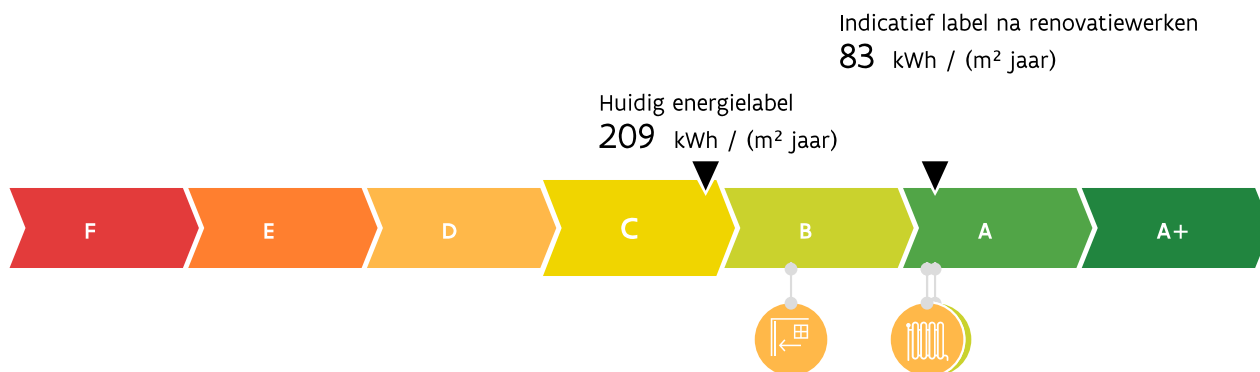 Indicatief label na renovatiewerken
83 kWh / (m² jaar)
Huidig energielabel
209 kWh / (m² jaar)
F E D C B A A+